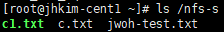 [root@jhkim-cent1 ~]# ls /nfs-s
c1.txt  c.txt  jwoh-test.txt